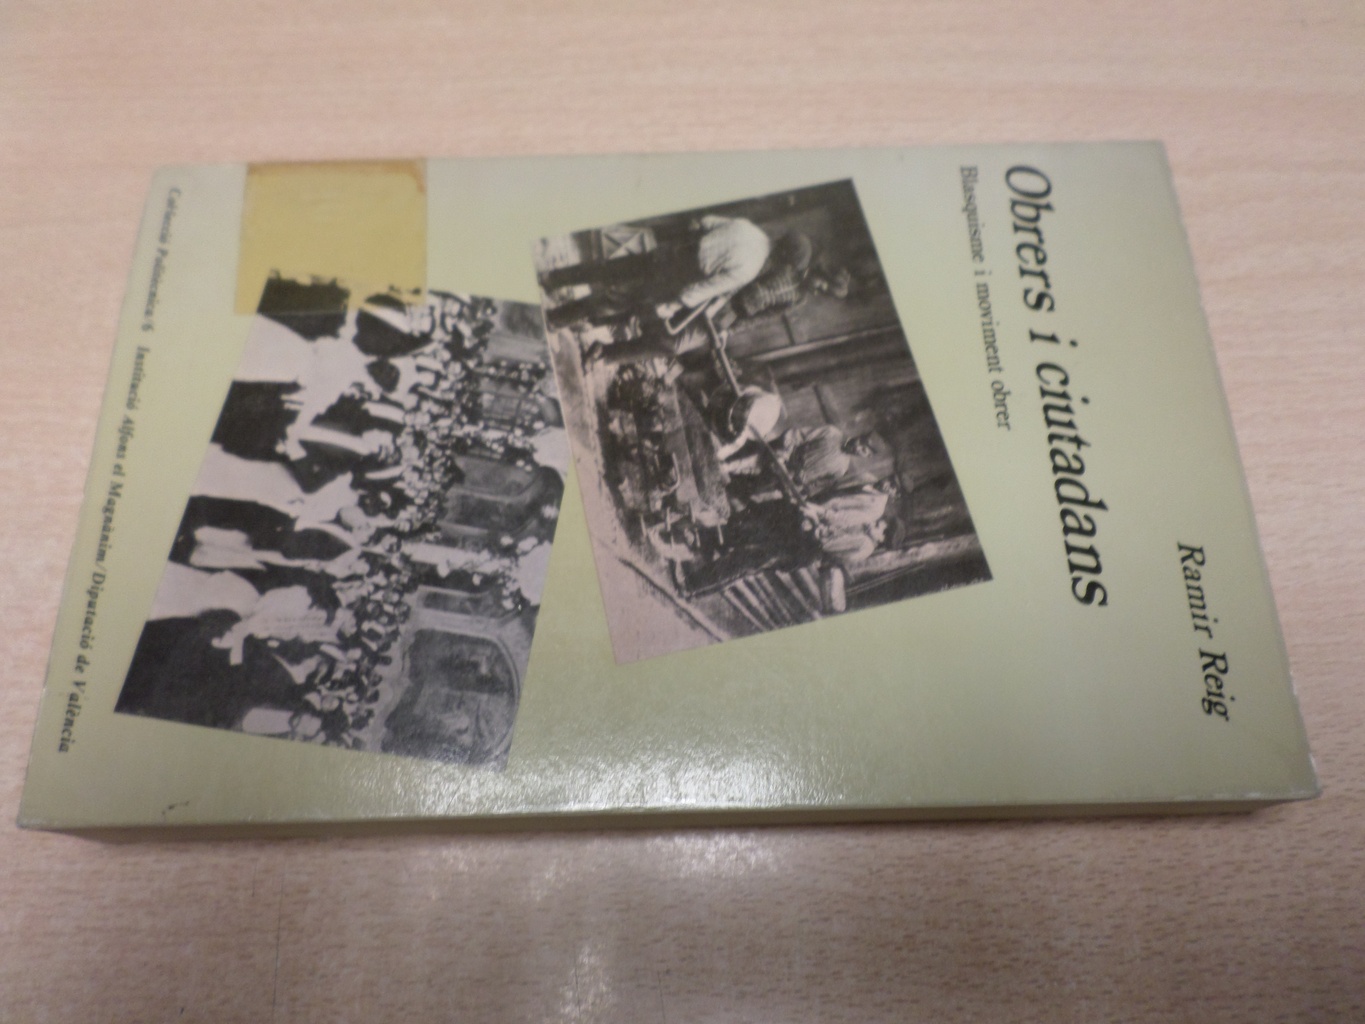 Ramir Reig
Obrers i ciutadans
Blasquisme i moviment obrer
Col·lecció Politècnica/6 Institució Alfons el Magnànim/Diputació de València